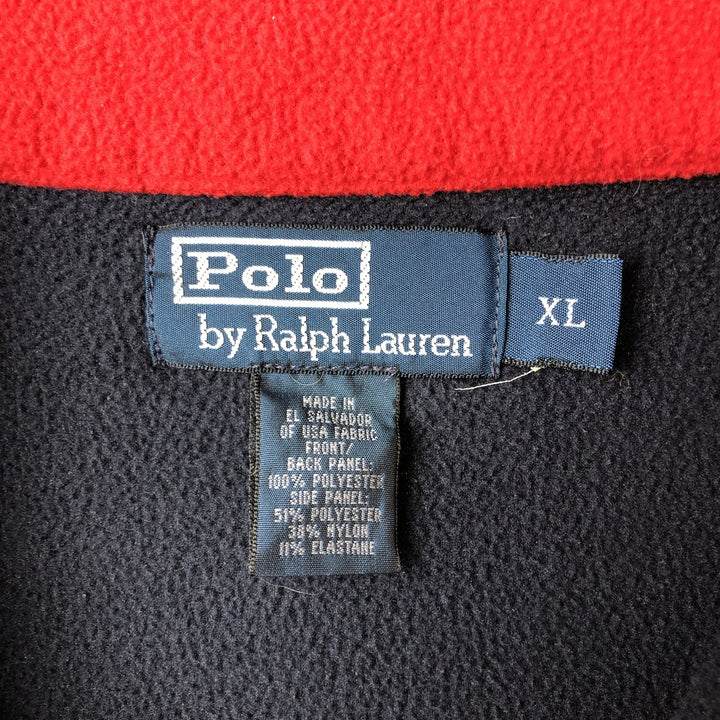 Polo
by Ralph Lauren
XL
MADE IN
EL SALVADOR
OF USA FABRIC
FRONT/
BACK PANEL:
100% POLYESTER
SIDE PANEL:
51% POLYESTER
38% NYLON
11% ELASTANE